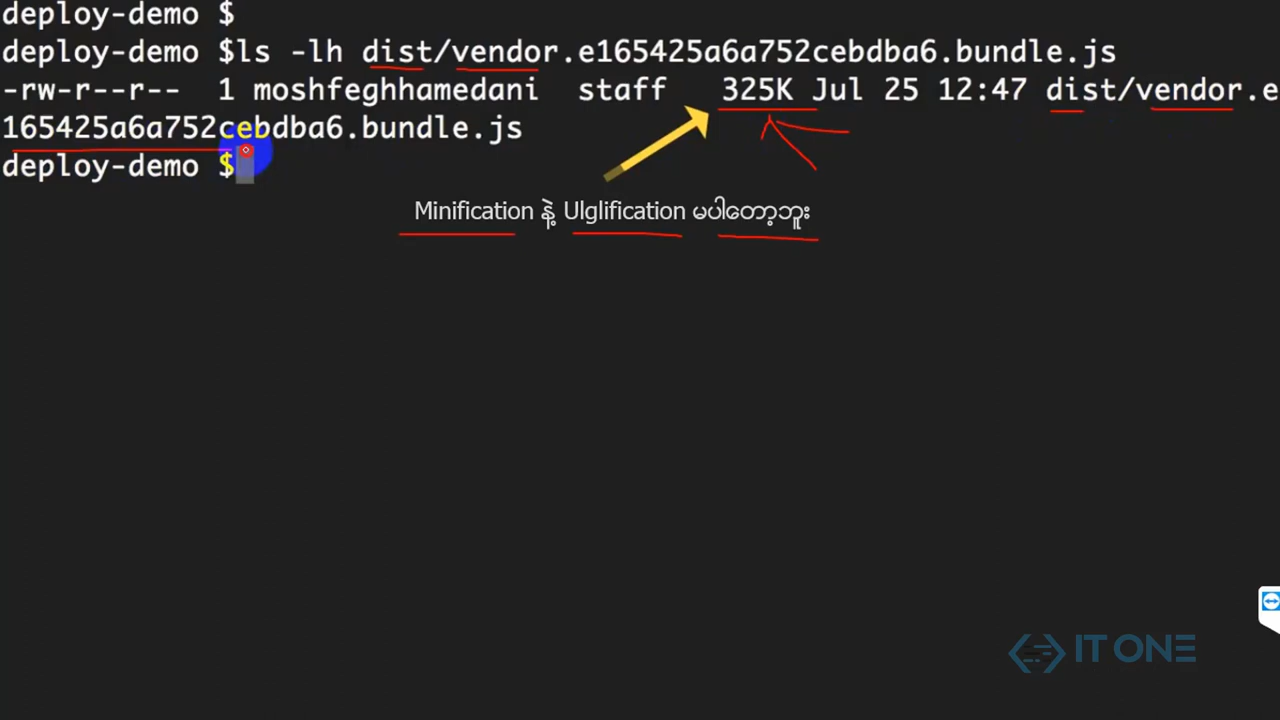 deploy-demo $
deploy-demo $ls -lh dist/vendor.e165425a6a752cebdba6.bundle.js
-rw-r--r-- 1 moshfeghhamedani staff 325K Jul 25 12:47 dist/vendor.e
165425a6a752cebdba6.bundle.js
deploy-demo $
Minification နဲ့ Ulglification မပါတော့ဘူး
IT ONE